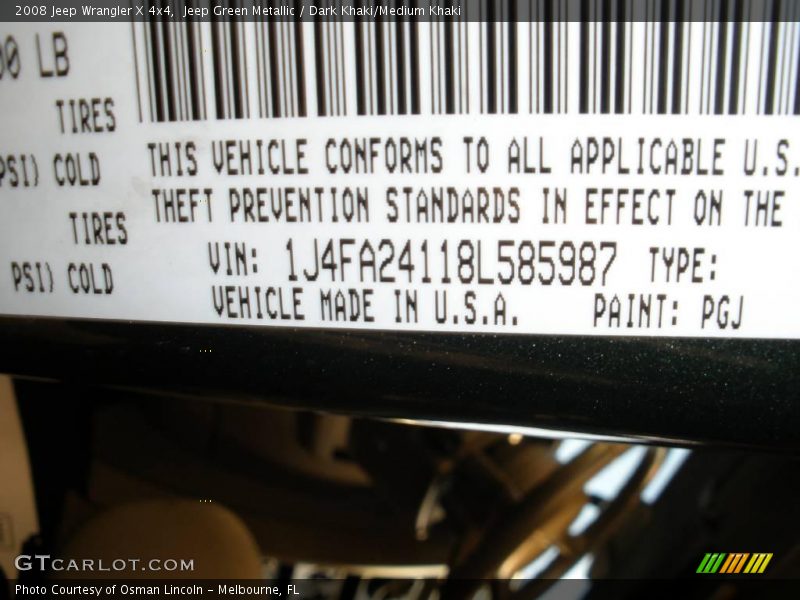 2008 Jeep Wrangler X 4x4, Jeep Green Metallic / Dark Khaki/Medium Khaki
LB
TIRES
PSI) COLD
THIS VEHICLE CONFORMS TO ALL APPLICABLE U.S.
THEFT PREVENTION STANDARDS IN EFFECT ON THE
TIRES
VIN: 1J4FA24118L585987 TYPE:
PSI) COLD
VEHICLE MADE IN U.S.A. PAINT: PGJ
GTCARLOT.COM
Photo Courtesy of Osman Lincoln - Melbourne, FL